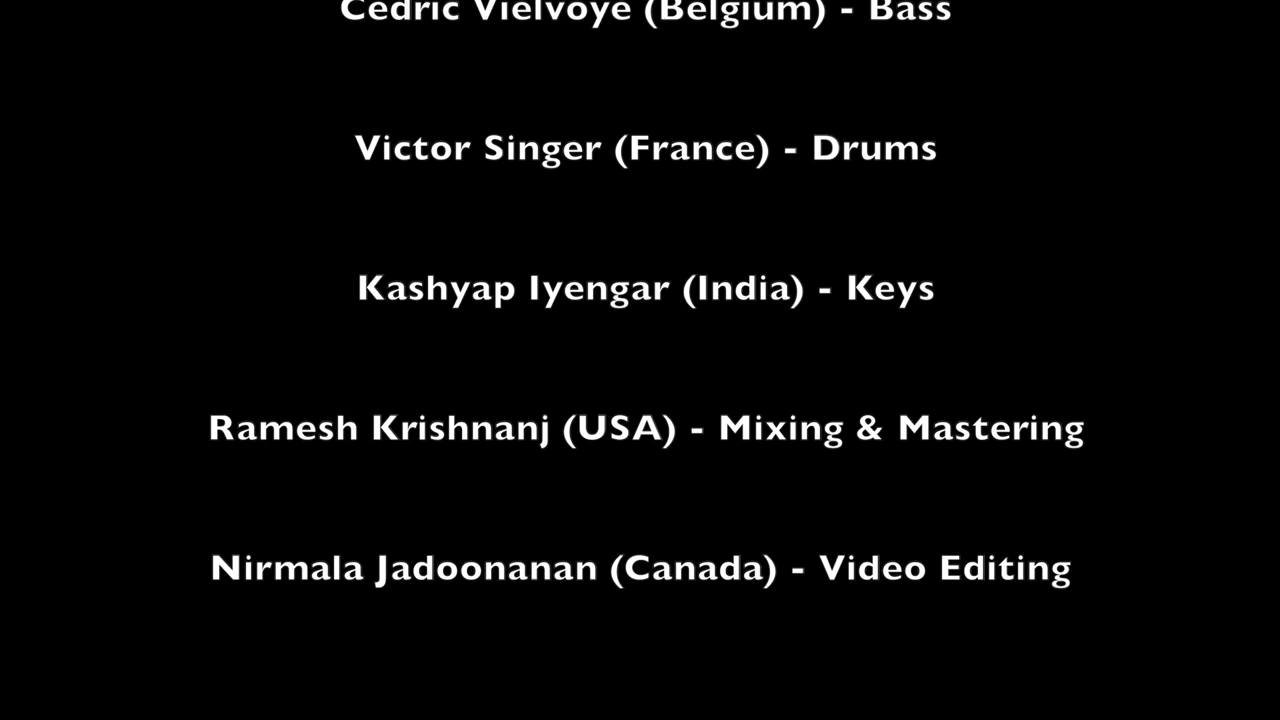 Cedric Vielvoye (Belgium) - Bass
Victor Singer (France) - Drums
Kashyap Iyengar (India) - Keys
Ramesh Krishnanj (USA) - Mixing & Mastering
Nirmala Jadoonanan (Canada) - Video Editing